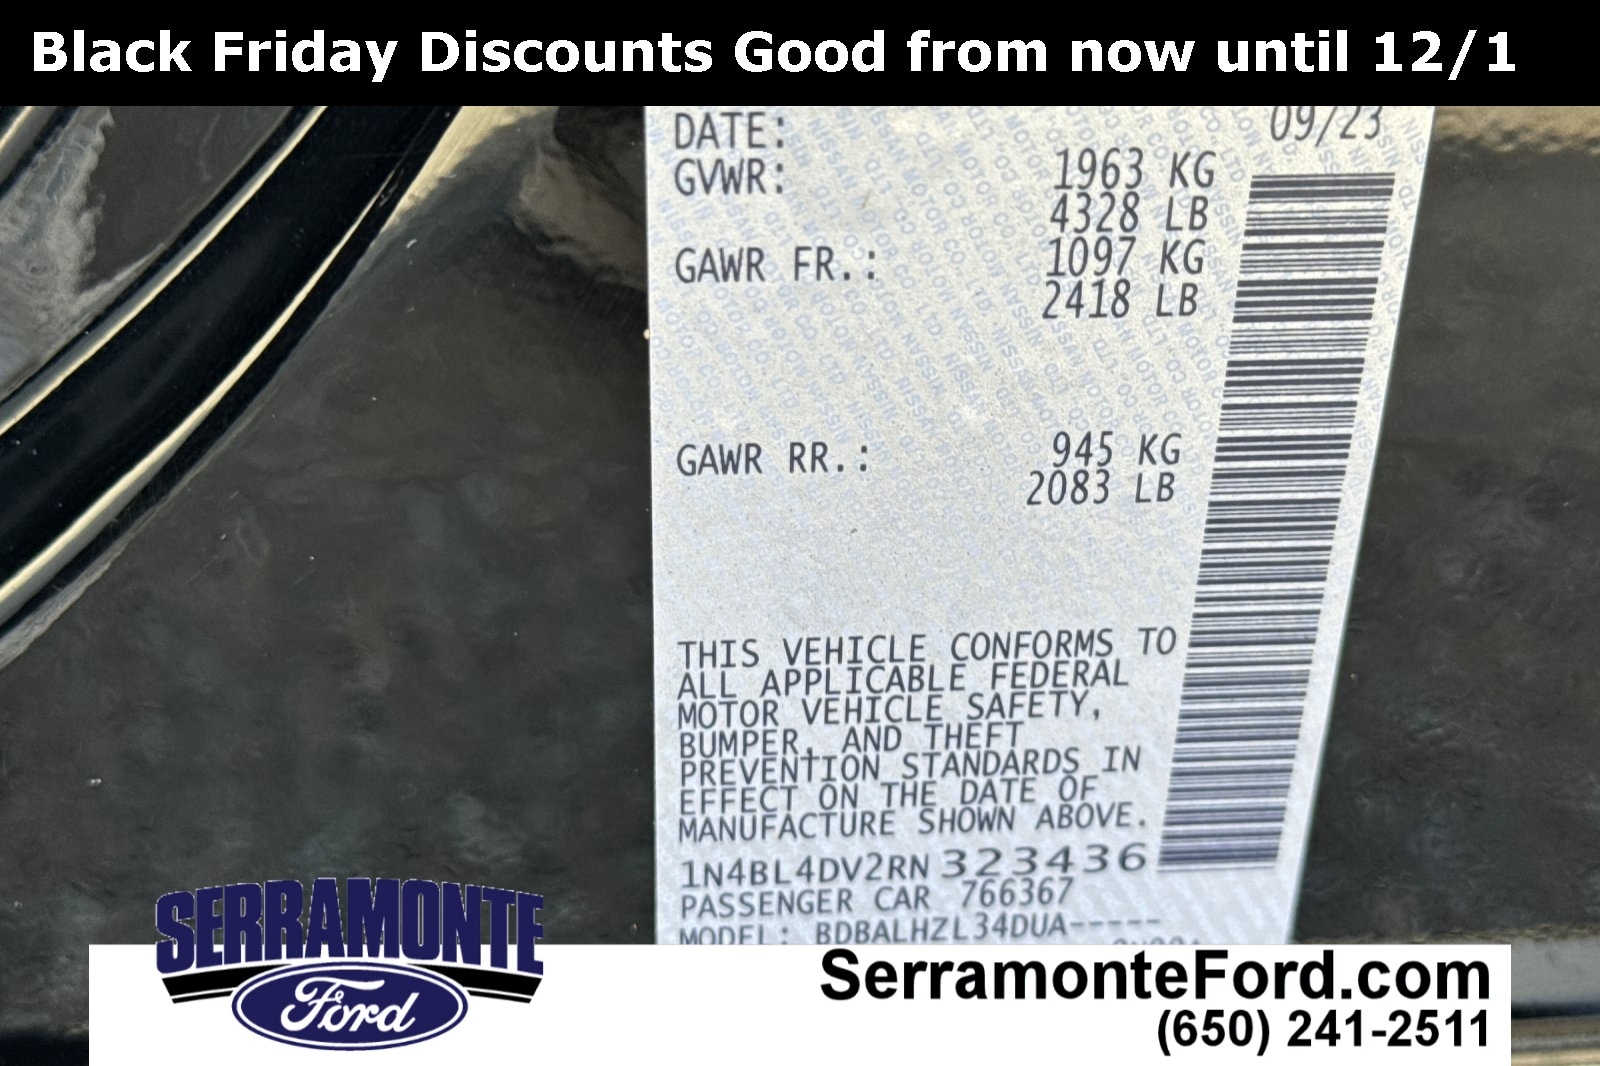 Black Friday Discounts Good from now until 12/1
DATE: 09/23
GVWR: 1963 KG
4328 LB
GAWR FR.: 1097 KG
2418 LB
GAWR RR.: 945 KG
2083 LB
THIS VEHICLE CONFORMS TO
ALL APPLICABLE FEDERAL
MOTOR VEHICLE SAFETY,
BUMPER, AND THEFT
PREVENTION STANDARDS IN
EFFECT ON THE DATE OF
MANUFACTURE SHOWN ABOVE.
1N4BL4DV2RN 323436
PASSENGER CAR 766367
MODEL: BDBALHZL34DUA-----
SERRAMONTE
Ford
SerramonteFord.com
(650) 241-2511